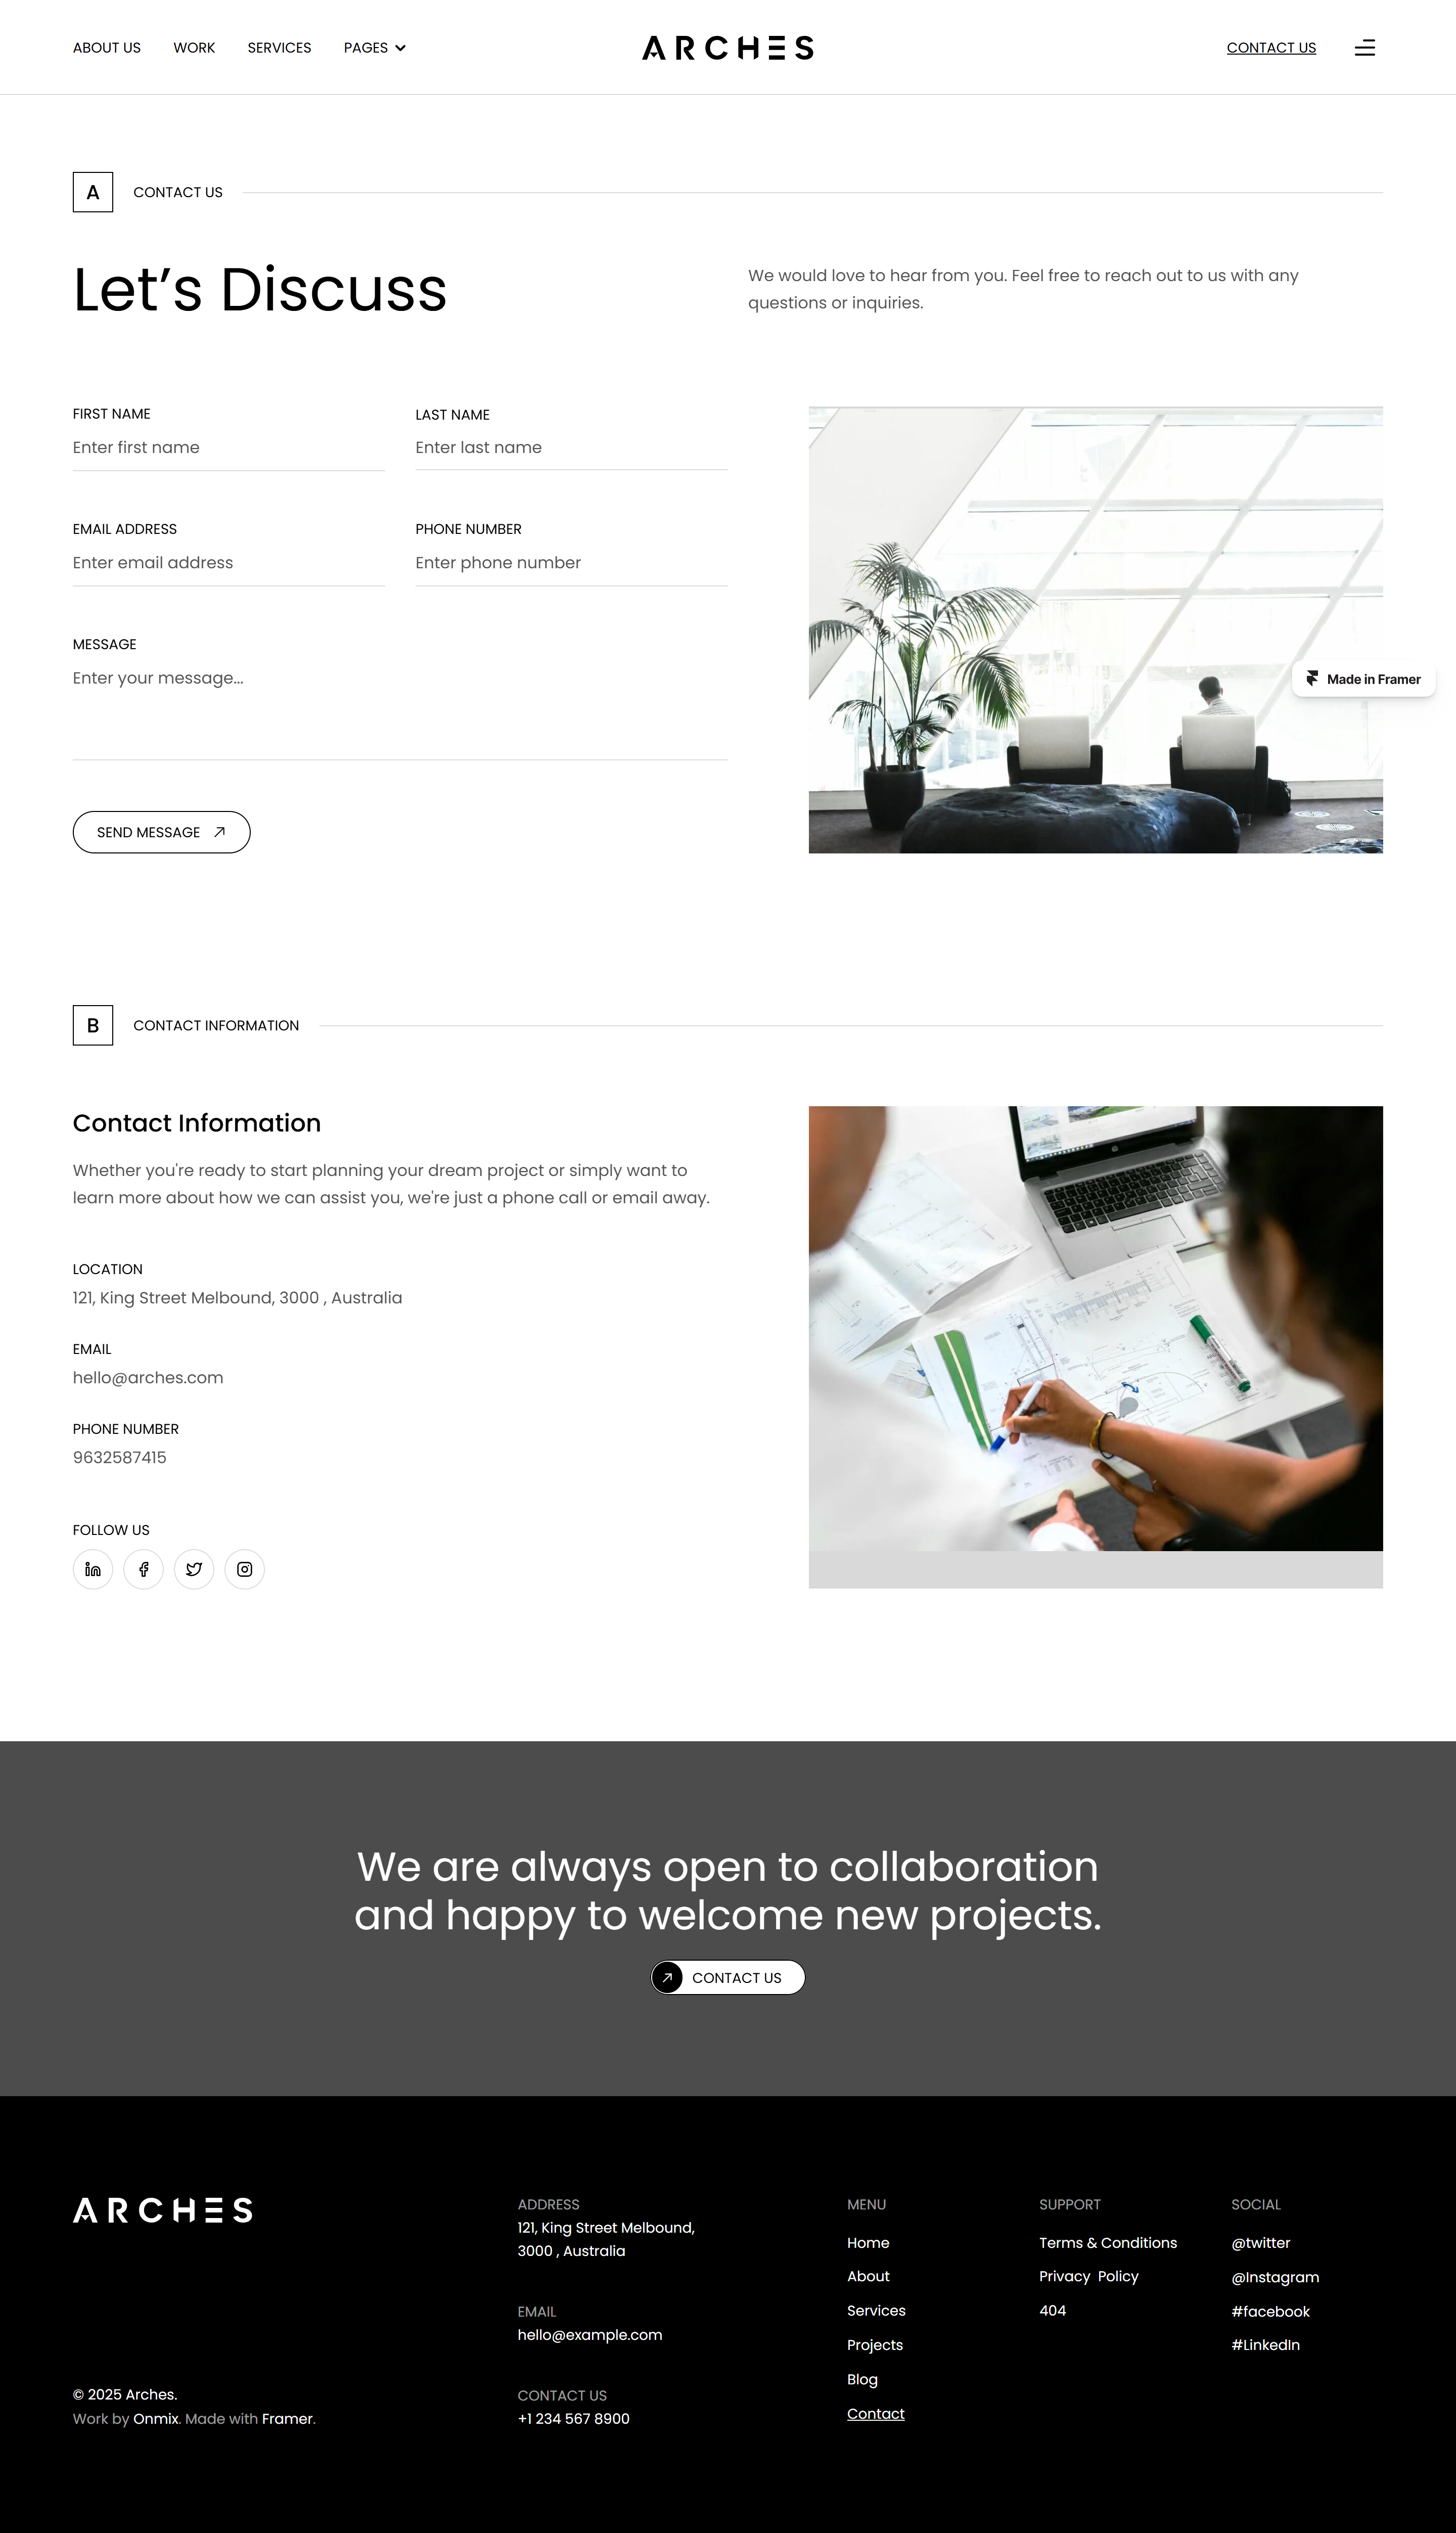 ABOUT US
WORK
SERVICES
PAGES
ARCHES
CONTACT US
A
CONTACT US
Let’s Discuss
We would love to hear from you. Feel free to reach out to us with any
questions or inquiries.
FIRST NAME
LAST NAME
Enter first name
Enter last name
EMAIL ADDRESS
PHONE NUMBER
Enter email address
Enter phone number
MESSAGE
Enter your message...
SEND MESSAGE
Made in Framer
B
CONTACT INFORMATION
Contact Information
Whether you're ready to start planning your dream project or simply want to
learn more about how we can assist you, we're just a phone call or email away.
LOCATION
121, King Street Melbound, 3000 , Australia
EMAIL
hello@arches.com
PHONE NUMBER
9632587415
FOLLOW US
We are always open to collaboration
and happy to welcome new projects.
CONTACT US
ARCHES
© 2025 Arches.
Work by Onmix. Made with Framer.
ADDRESS
121, King Street Melbound,
3000 , Australia
EMAIL
hello@example.com
CONTACT US
+1 234 567 8900
MENU
Home
About
Services
Projects
Blog
Contact
SUPPORT
Terms & Conditions
Privacy  Policy
404
SOCIAL
@twitter
@Instagram
#facebook
#LinkedIn